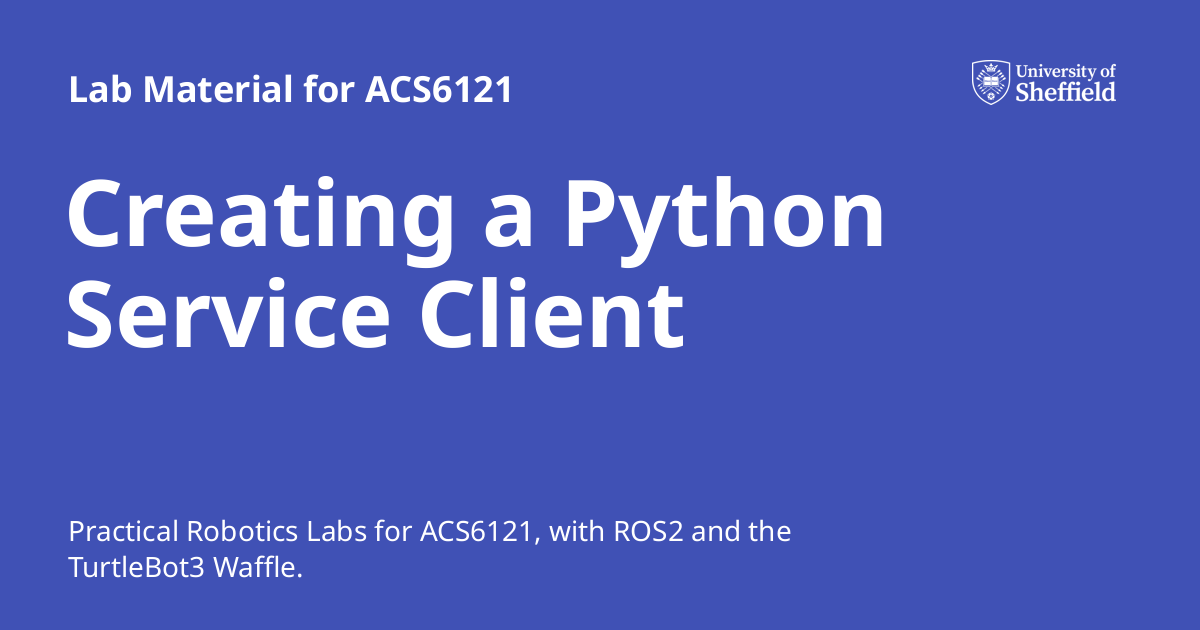 Lab Material for ACS6121
University of
Sheffield
Creating a Python
Service Client
Practical Robotics Labs for ACS6121, with ROS2 and the
TurtleBot3 Waffle.